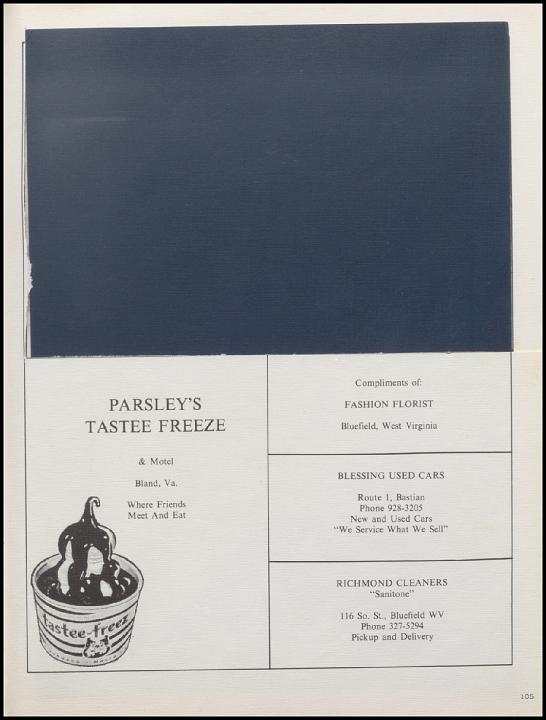 PARSLEY'S
TASTEE FREEZE
& Motel
Bland, Va.
Where Friends
Meet And Eat
tastee-freez
Compliments of:
FASHION FLORIST
Bluefield, West Virginia
BLESSING USED CARS
Route 1, Bastian
Phone 928-3205
New and Used Cars
"We Service What We Sell"
RICHMOND CLEANERS
"Sanitone"
116 So. St., Bluefield WV
Phone 327-5294
Pickup and Delivery
105